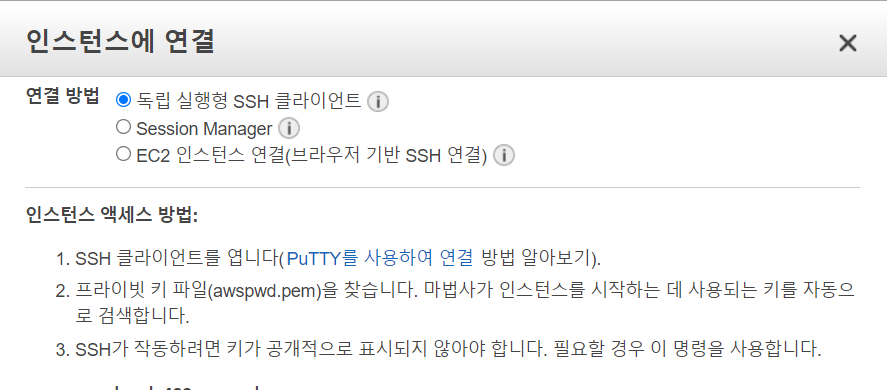 인스턴스에 연결
연결 방법
독립 실행형 SSH 클라이언트
Session Manager
EC2 인스턴스 연결(브라우저 기반 SSH 연결)
인스턴스 액세스 방법:
1. SSH 클라이언트를 엽니다(PuTTY를 사용하여 연결 방법 알아보기).
2. 프라이빗 키 파일(awspwd.pem)을 찾습니다. 마법사가 인스턴스를 시작하는 데 사용되는 키를 자동으
로 검색합니다.
3. SSH가 작동하려면 키가 공개적으로 표시되지 않아야 합니다. 필요할 경우 이 명령을 사용합니다.